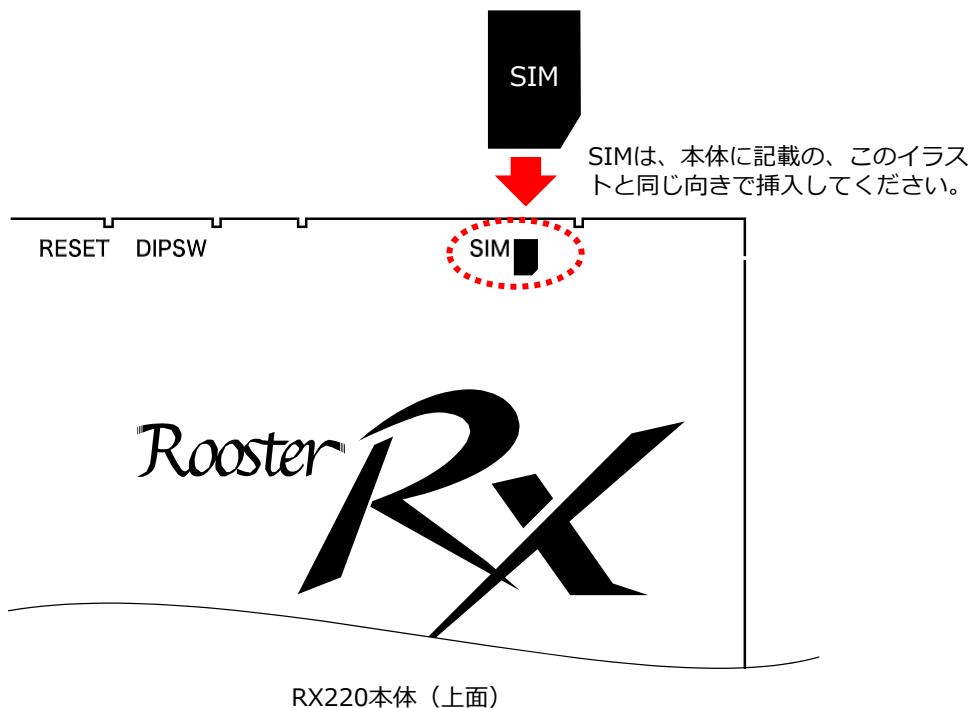 SIM
SIMは、本体に記載の、このイラス
トと同じ向きで挿入してください。
RESET DIPSW SIM
Rooster RX
RX220本体（上面）